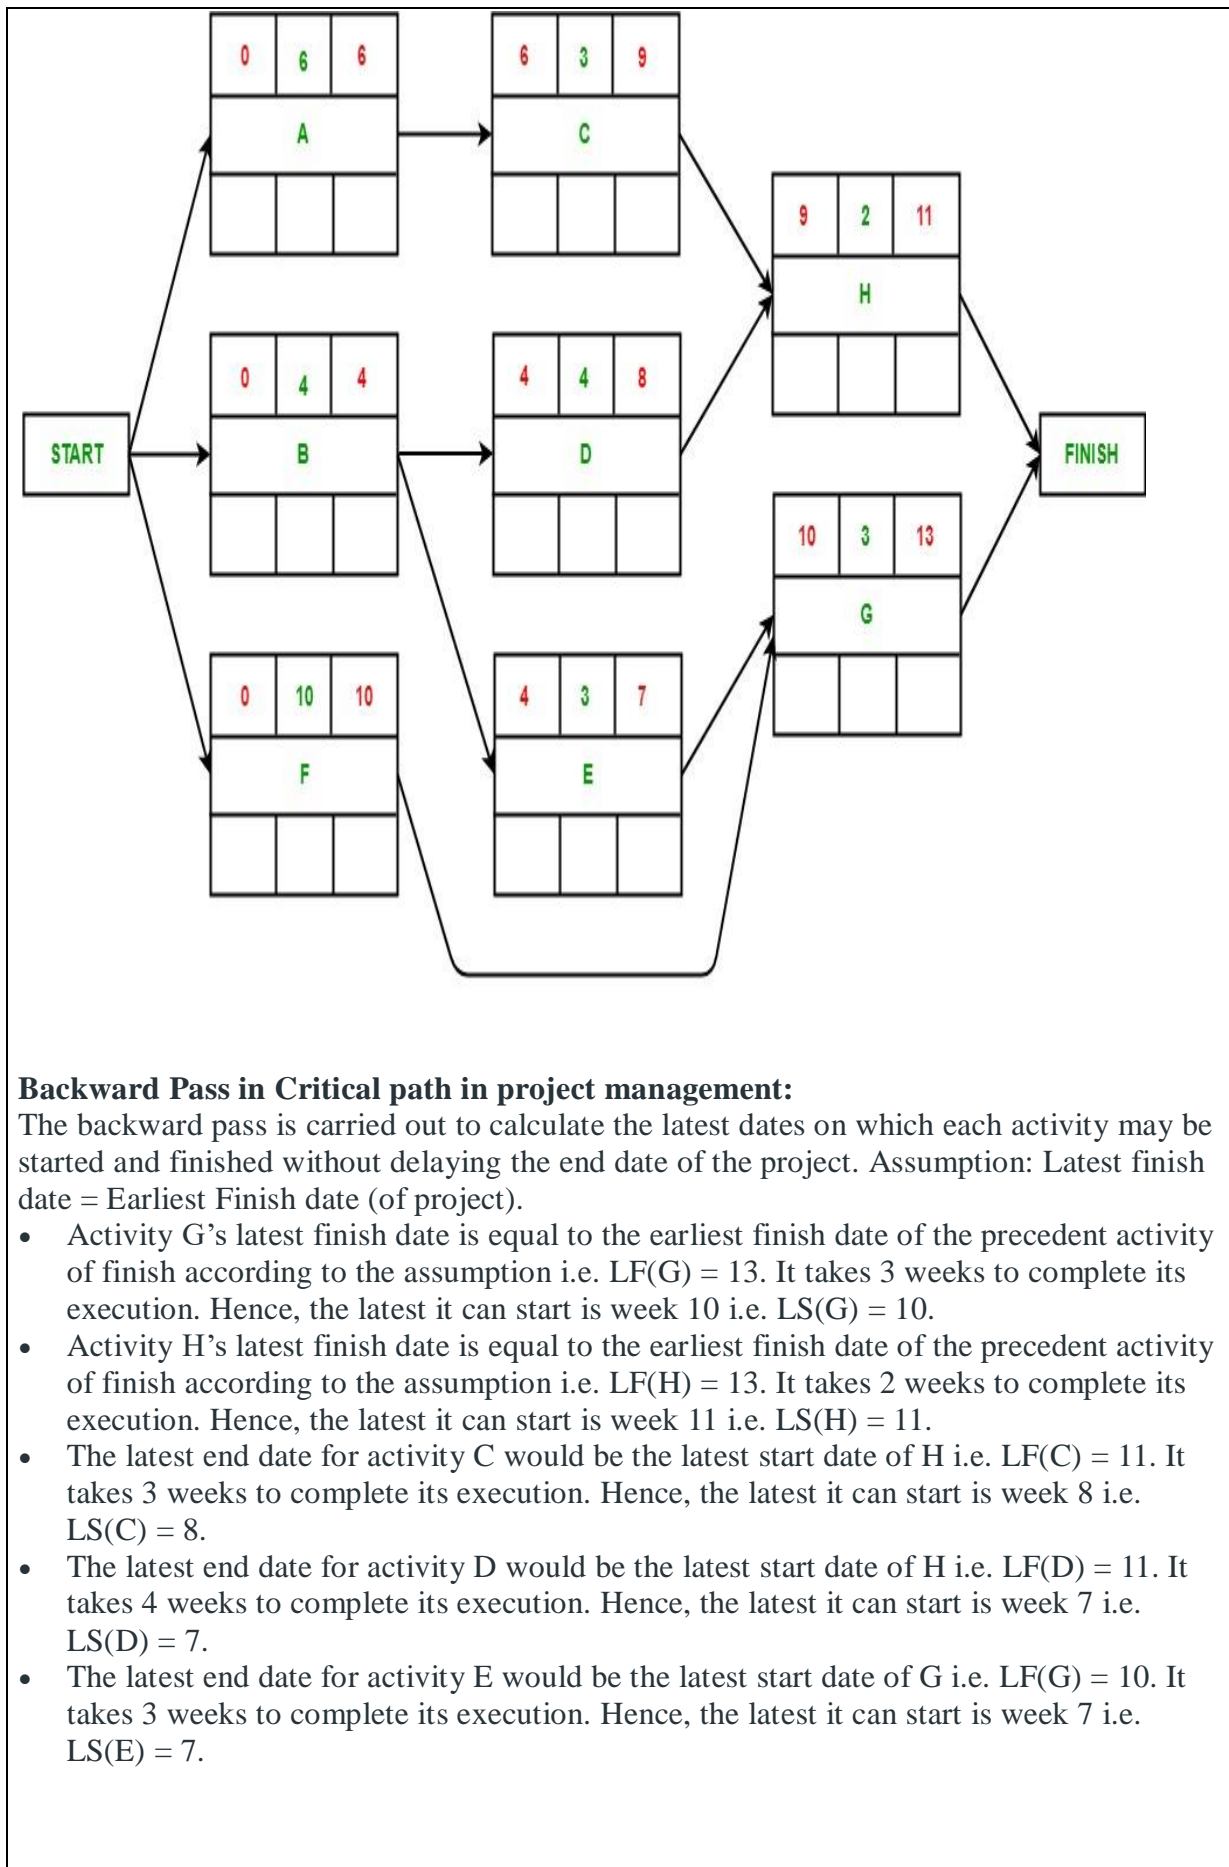 0 6 6
6 3 9
A
C
9 2 11
H
0 4 4
4 4 8
START
B
D
FINISH
10 3 13
G
0 10 10
4 3 7
F
E
Backward Pass in Critical path in project management:
The backward pass is carried out to calculate the latest dates on which each activity may be
started and finished without delaying the end date of the project. Assumption: Latest finish
date = Earliest Finish date (of project).
• Activity G’s latest finish date is equal to the earliest finish date of the precedent activity
of finish according to the assumption i.e. LF(G) = 13. It takes 3 weeks to complete its
execution. Hence, the latest it can start is week 10 i.e. LS(G) = 10.
• Activity H’s latest finish date is equal to the earliest finish date of the precedent activity
of finish according to the assumption i.e. LF(H) = 13. It takes 2 weeks to complete its
execution. Hence, the latest it can start is week 11 i.e. LS(H) = 11.
• The latest end date for activity C would be the latest start date of H i.e. LF(C) = 11. It
takes 3 weeks to complete its execution. Hence, the latest it can start is week 8 i.e.
LS(C) = 8.
• The latest end date for activity D would be the latest start date of H i.e. LF(D) = 11. It
takes 4 weeks to complete its execution. Hence, the latest it can start is week 7 i.e.
LS(D) = 7.
• The latest end date for activity E would be the latest start date of G i.e. LF(G) = 10. It
takes 3 weeks to complete its execution. Hence, the latest it can start is week 7 i.e.
LS(E) = 7.